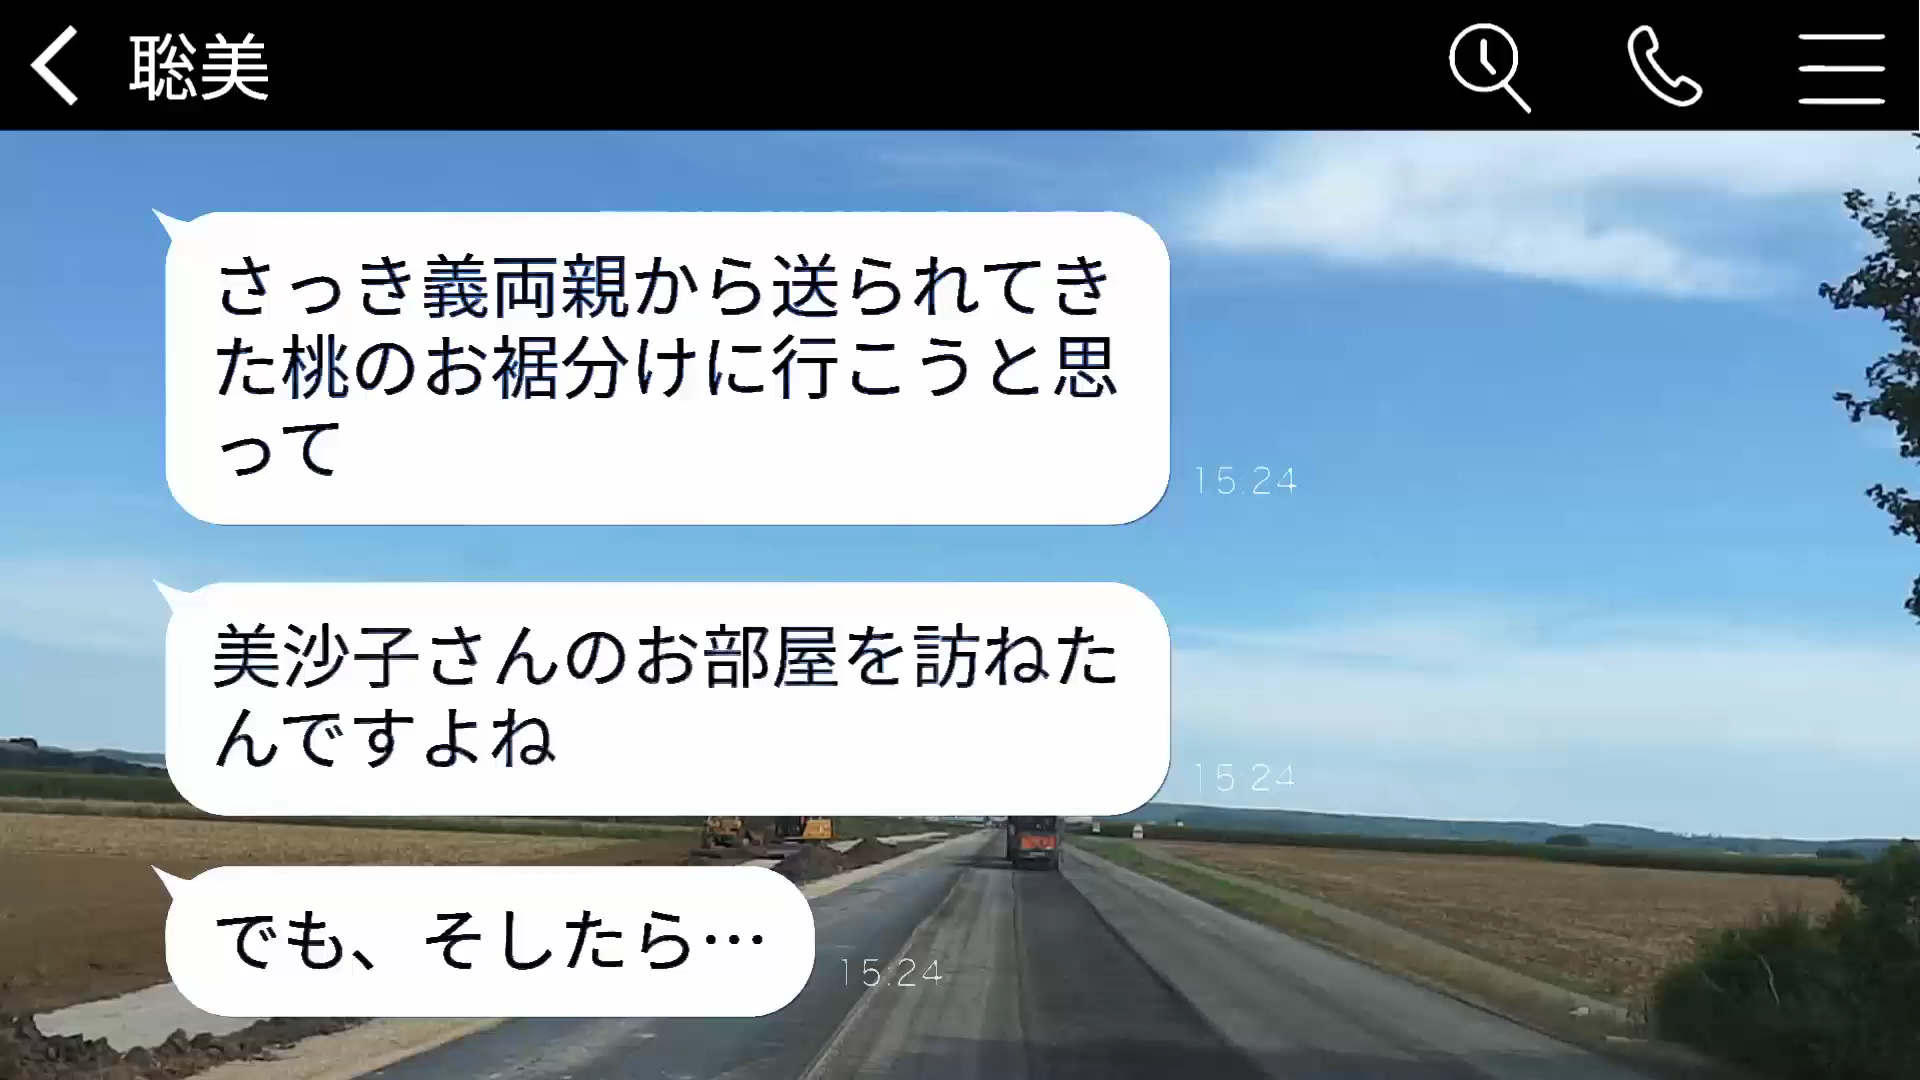 聡美
さっき義両親から送られてき
た桃のお裾分けに行こうと思
って
15:24
美沙子さんのお部屋を訪ねた
んですよね
15:24
でも、そしたら…
15:24